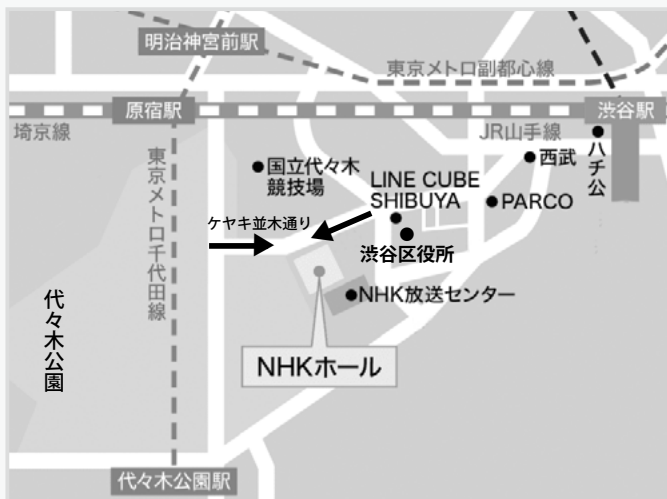 明治神宮前駅
東京メトロ副都心線
原宿駅
渋谷駅
埼京線
JR山手線
ハチ公
西武
国立代々木
競技場
東京メトロ千代田線
LINE CUBE
SHIBUYA
PARCO
ケヤキ並木通り
渋谷区役所
代々木公園
NHK放送センター
NHKホール
代々木公園駅